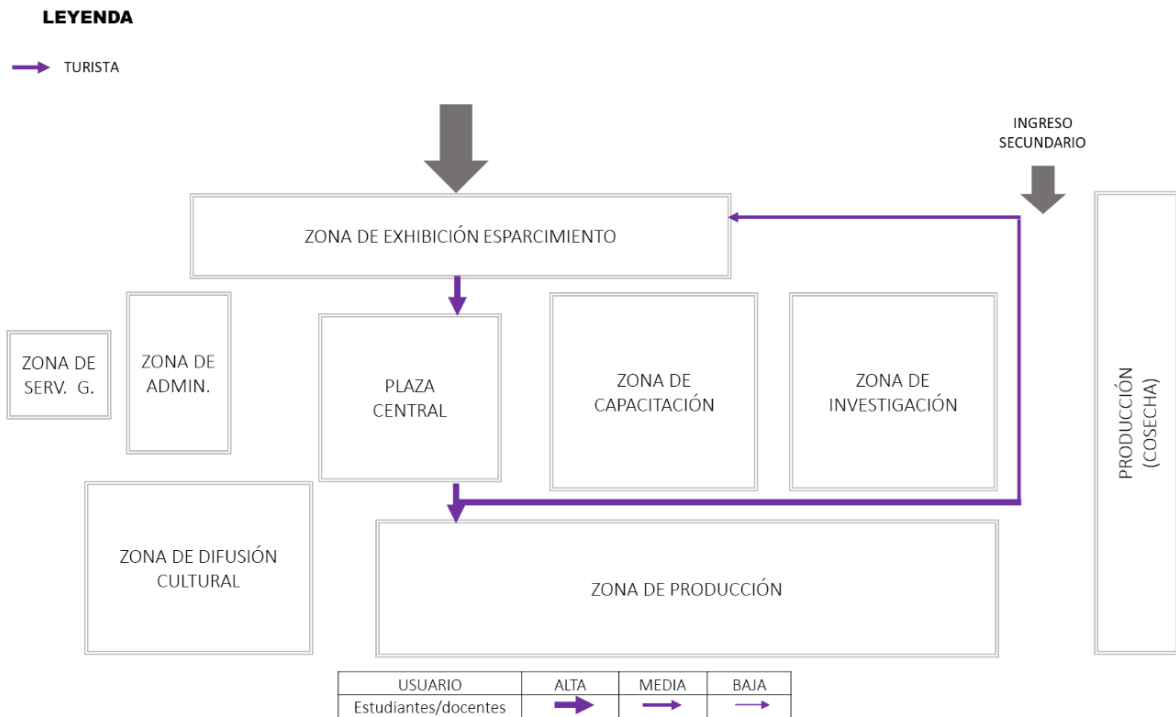 LEYENDA
TURISTA
INGRESO
SECUNDARIO
ZONA DE EXHIBICIÓN ESPARCIMIENTO
ZONA DE
SERV. G.
ZONA DE
ADMIN.
PLAZA
CENTRAL
ZONA DE
CAPACITACIÓN
ZONA DE
INVESTIGACIÓN
PRODUCCIÓN
(COSECHA)
ZONA DE DIFUSIÓN
CULTURAL
ZONA DE PRODUCCIÓN
USUARIO ALTA MEDIA BAJA
Estudiantes/docentes